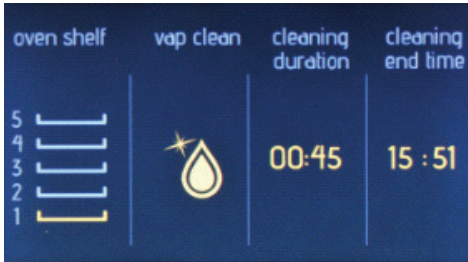 oven shelf
vap clean
cleaning
duration
cleaning
end time
5
4
3
2
1
00:45
15:51